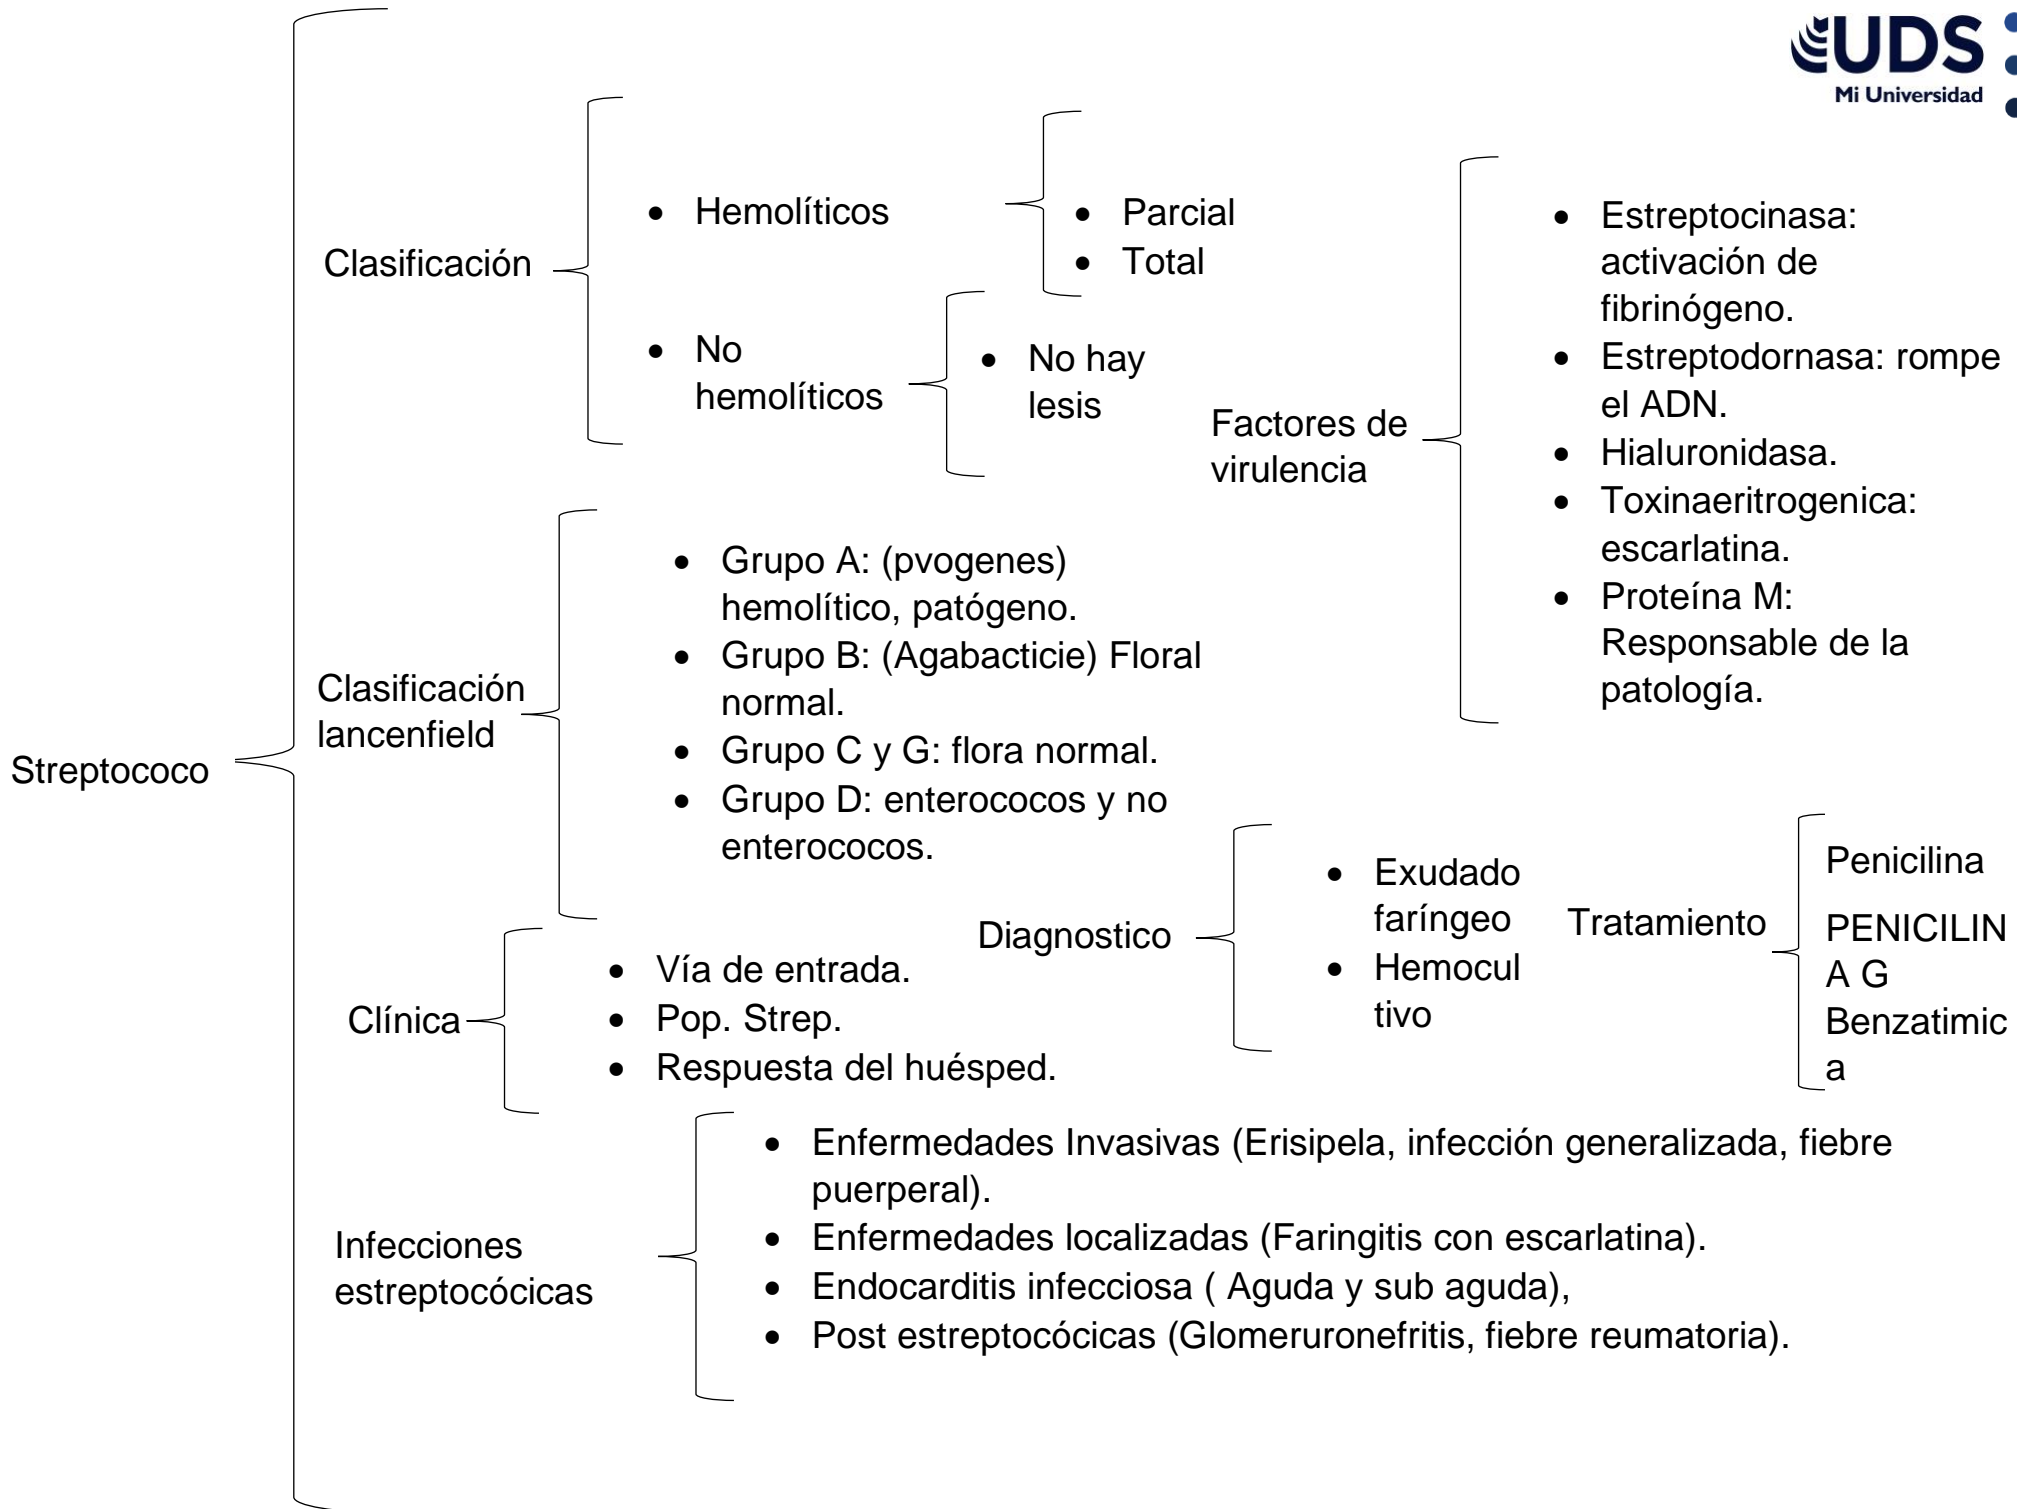 UDS
Mi Universidad
Streptococo
Clasificación
Hemolíticos
Parcial
Total
No
hemolíticos
No hay
lesis
Factores de
virulencia
Estreptocinasa:
activación de
fibrinógeno.
Estreptodornasa: rompe
el ADN.
Hialuronidasa.
Toxinaeritrogenica:
escarlatina.
Proteína M:
Responsable de la
patología.
Clasificación
lancenfield
Grupo A: (pvogenes)
hemolítico, patógeno.
Grupo B: (Agabacticie) Floral
normal.
Grupo C y G: flora normal.
Grupo D: enterococos y no
enterococos.
Clínica
Vía de entrada.
Pop. Strep.
Respuesta del huésped.
Diagnostico
Exudado
faríngeo
Hemocul
tivo
Tratamiento
Penicilina
PENICILIN
A G
Benzatimic
a
Infecciones
estreptocócicas
Enfermedades Invasivas (Erisipela, infección generalizada, fiebre
puerperal).
Enfermedades localizadas (Faringitis con escarlatina).
Endocarditis infecciosa ( Aguda y sub aguda),
Post estreptocócicas (Glomeruronefritis, fiebre reumatoria).